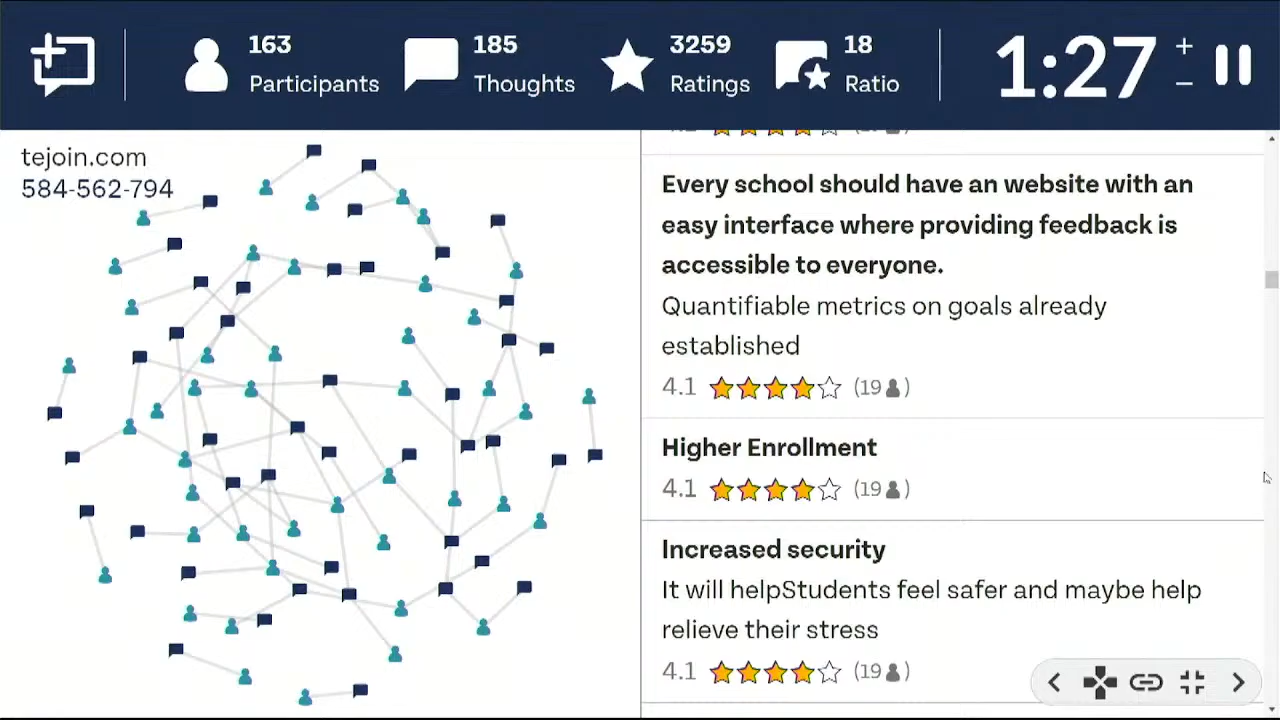 163
Participants
185
Thoughts
3259
Ratings
18
Ratio
1:27
+
−
tejoin.com
584-562-794
Every school should have an website with an
easy interface where providing feedback is
accessible to everyone.
Quantifiable metrics on goals already
established
4.1 (19)
Higher Enrollment
4.1 (19)
Increased security
It will helpStudents feel safer and maybe help
relieve their stress
4.1 (19)